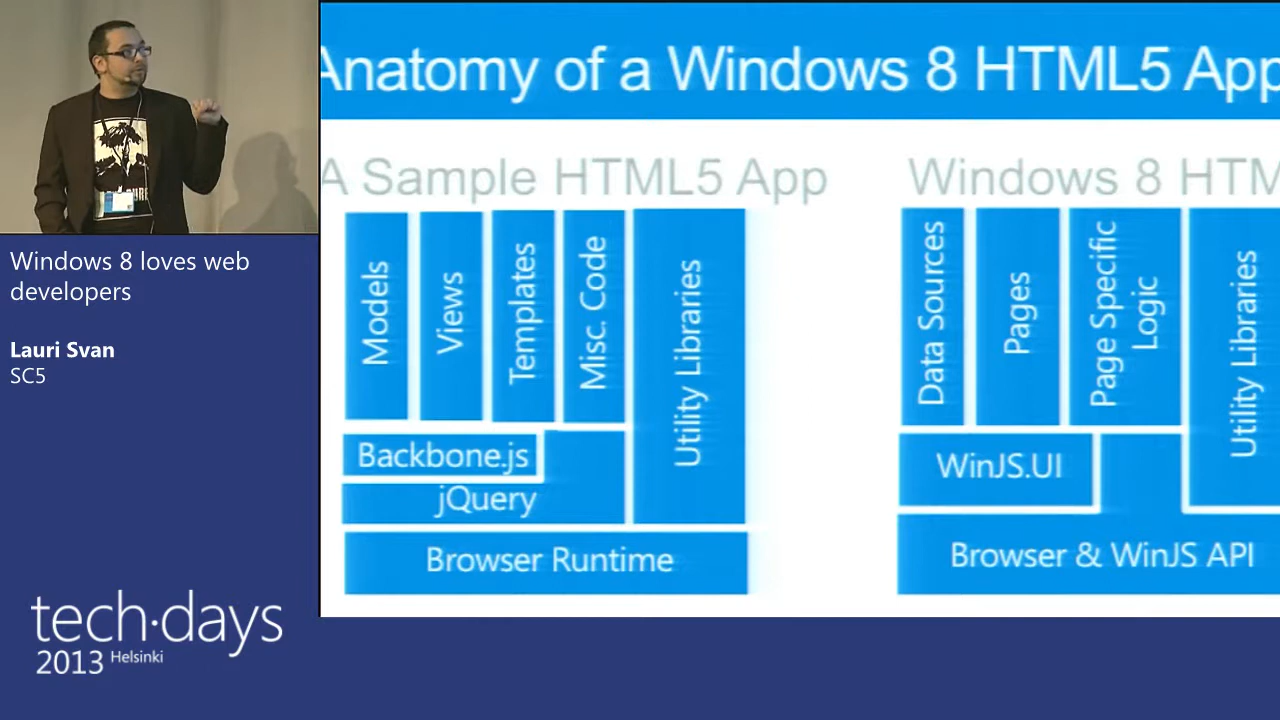 Anatomy of a Windows 8 HTML5 App
A Sample HTML5 App
Windows 8 HTM
Models
Views
Templates
Misc. Code
Utility Libraries
Backbone.js
jQuery
Browser Runtime
Data Sources
Pages
Page Specific
Logic
Utility Libraries
WinJS.UI
Browser & WinJS API
Windows 8 loves web
developers
Lauri Svan
SC5
tech·days
2013 Helsinki